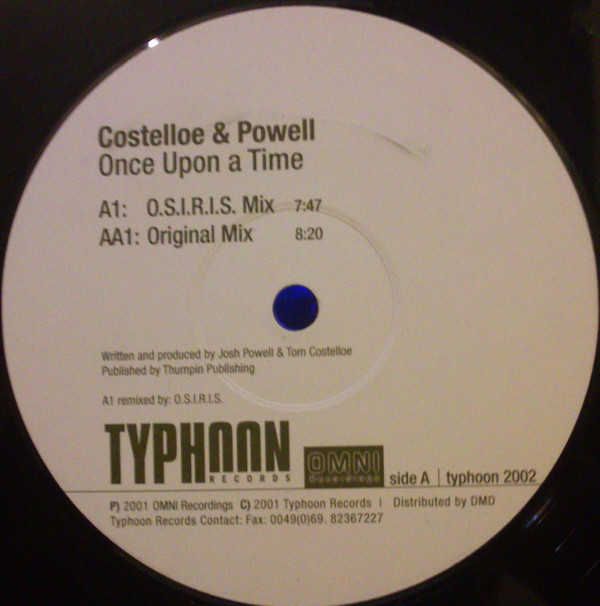 Costelloe & Powell
Once Upon a Time
A1: O.S.I.R.I.S. Mix 7:47
AA1: Original Mix 8:20
Written and produced by Josh Powell & Tom Costelloe
Published by Thumpin Publishing
A1 remixed by: O.S.I.R.I.S.
TYPHOON
RECORDS
OMNI
Recordings
side A | typhoon 2002
P) 2001 OMNI Recordings C) 2001 Typhoon Records | Distributed by DMD
Typhoon Records Contact: Fax: 0049(0)69. 82367227